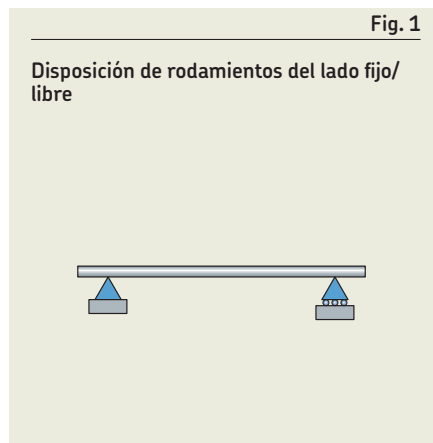 Fig. 1
Disposición de rodamientos del lado fijo/
libre